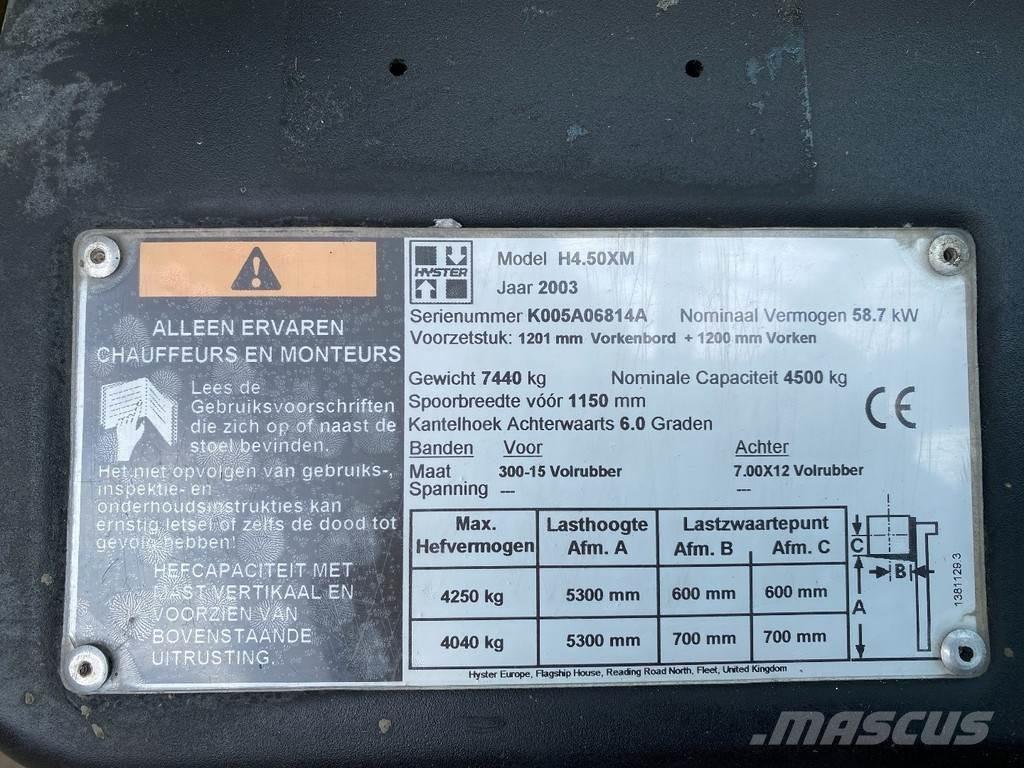 ALLEEN ERVAREN
CHAUFFEURS EN MONTEURS
Lees de
Gebruiksvoorschriften
die zich op of naast de
stoel bevinden.
Het niet opvolgen van gebruiks-,
inspektie- en
onderhoudsinstrukties kan
ernstig letsel of zelfs de dood tot
gevolg hebben!
HEFCAPACITEIT MET
MAST VERTIKAAL EN
VOORZIEN VAN
BOVENSTAANDE
UITRUSTING.
HYSTER
Model H4.50XM
Jaar 2003
Serienummer K005A06814A Nominaal Vermogen 58.7 kW
Voorzetstuk: 1201 mm Vorkenbord + 1200 mm Vorken
Gewicht 7440 kg Nominale Capaciteit 4500 kg
Spoorbreedte vóór 1150 mm
Kantelhoek Achterwaarts 6.0 Graden
CE
Banden Voor Achter
Maat 300-15 Volrubber 7.00X12 Volrubber
Spanning --- ---
Max. Lasthoogte Lastzwaartepunt
Hefvermogen Afm. A Afm. B Afm. C
4250 kg 5300 mm 600 mm 600 mm
4040 kg 5300 mm 700 mm 700 mm
C
B
A
1381129.3
Hyster Europe, Flagship House, Reading Road North, Fleet, United Kingdom
MASCUS